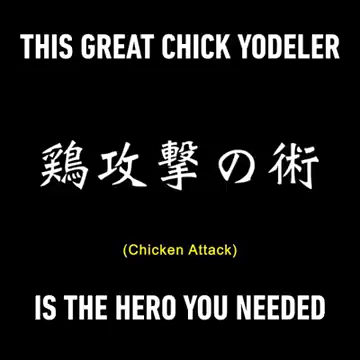 THIS GREAT CHICK YODELER
鶏攻撃の術
(Chicken Attack)
IS THE HERO YOU NEEDED